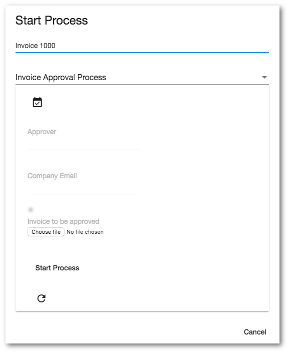 Start Process
Invoice 1000
Invoice Approval Process
Approver
Company Email
Invoise to be approved
Choose file No file chosen
Start Process
Cancel